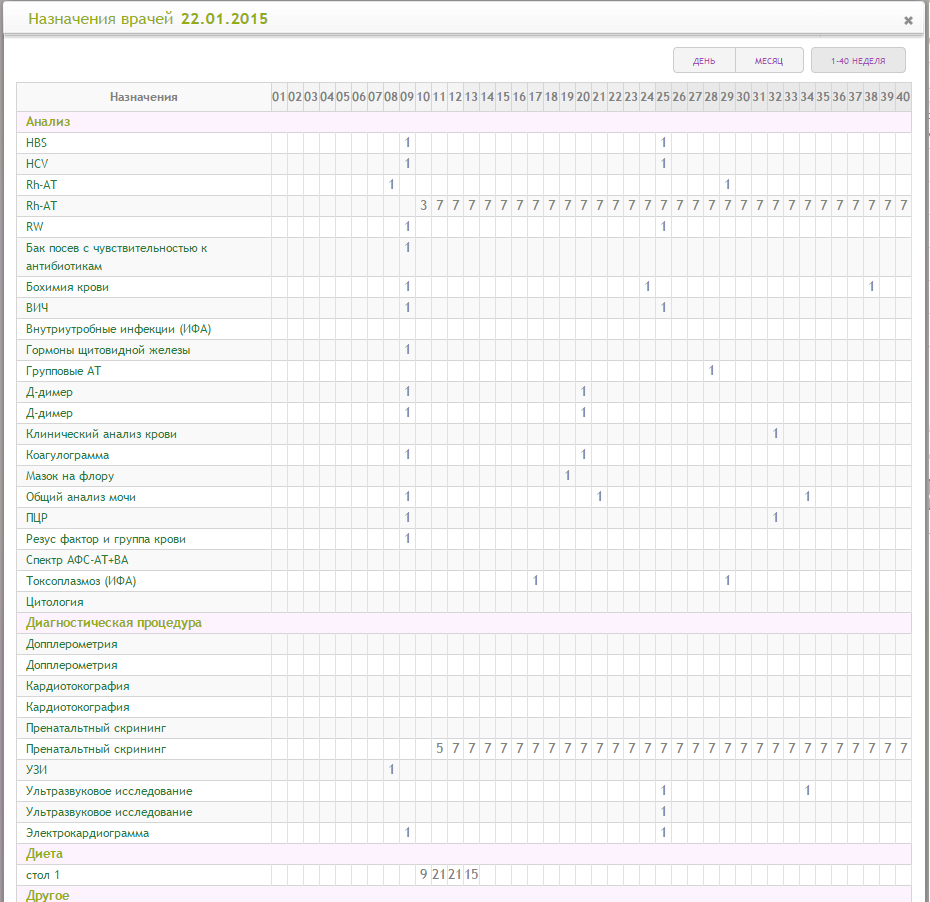 Назначения врачей 22.01.2015
ДЕНЬ МЕСЯЦ 1-40 НЕДЕЛЯ
Назначения 01 02 03 04 05 06 07 08 09 10 11 12 13 14 15 16 17 18 19 20 21 22 23 24 25 26 27 28 29 30 31 32 33 34 35 36 37 38 39 40
Анализ
HBS 1 1
HCV 1 1
Rh-АТ 1 1
Rh-АТ 3 7 7 7 7 7 7 7 7 7 7 7 7 7 7 7 7 7 7 7 7 7 7 7 7 7 7 7 7 7 7
RW 1 1
Бак посев с чувствительностью к 1
антибиотикам
Бохимия крови 1 1 1
ВИЧ 1 1
Внутриутробные инфекции (ИФА)
Гормоны щитовидной железы 1
Групповые АТ 1
Д-димер 1 1
Д-димер 1 1
Клинический анализ крови 1
Коагулограмма 1 1
Мазок на флору 1
Общий анализ мочи 1 1 1
ПЦР 1 1
Резус фактор и группа крови 1
Спектр АФС-АТ+ВА
Токсоплазмоз (ИФА) 1 1
Цитология
Диагностическая процедура
Допплерометрия
Допплерометрия
Кардиотокография
Кардиотокография
Пренатальтный скрининг
Пренатальтный скрининг 5 7 7 7 7 7 7 7 7 7 7 7 7 7 7 7 7 7 7 7 7 7 7 7 7 7 7 7 7 7
УЗИ 1
Ультразвуковое исследование 1 1
Ультразвуковое исследование 1
Электрокардиограмма 1 1
Диета
стол 1 9 21 21 15
Другое